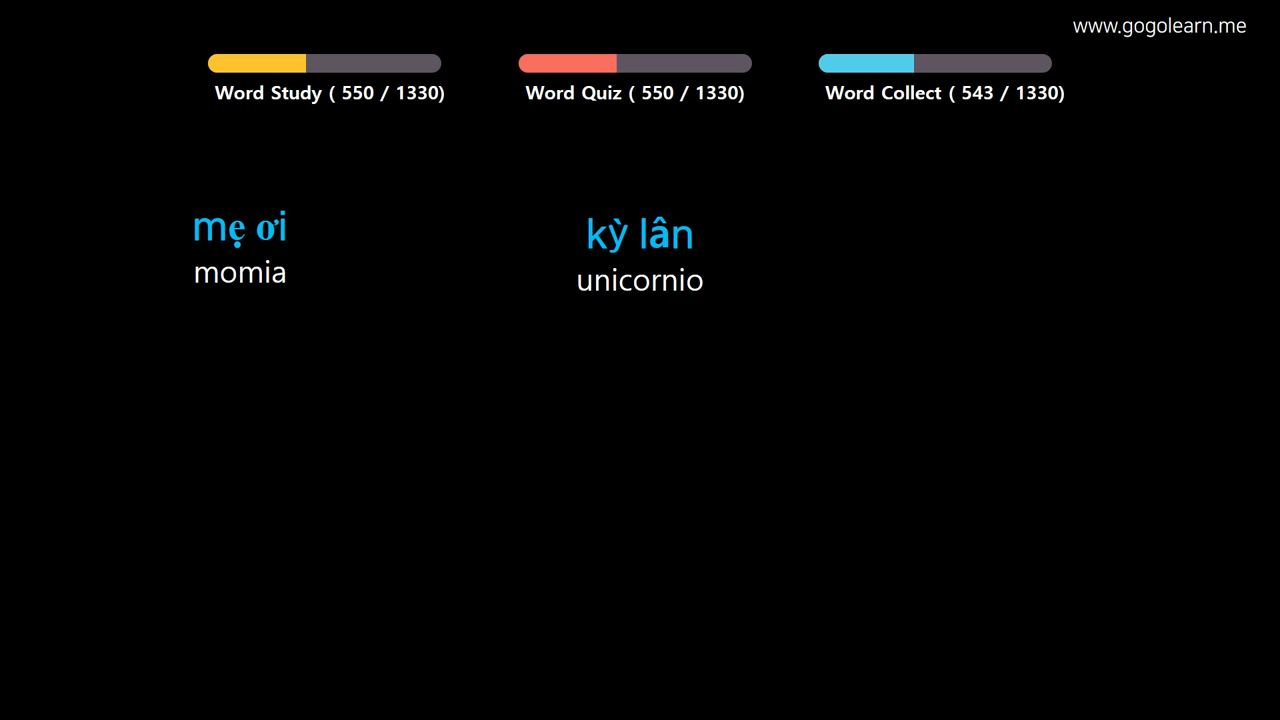 www.gogolearn.me
Word Study ( 550 / 1330)
Word Quiz ( 550 / 1330)
Word Collect ( 543 / 1330)
mẹ ơi
momia
kỳ lân
unicornio